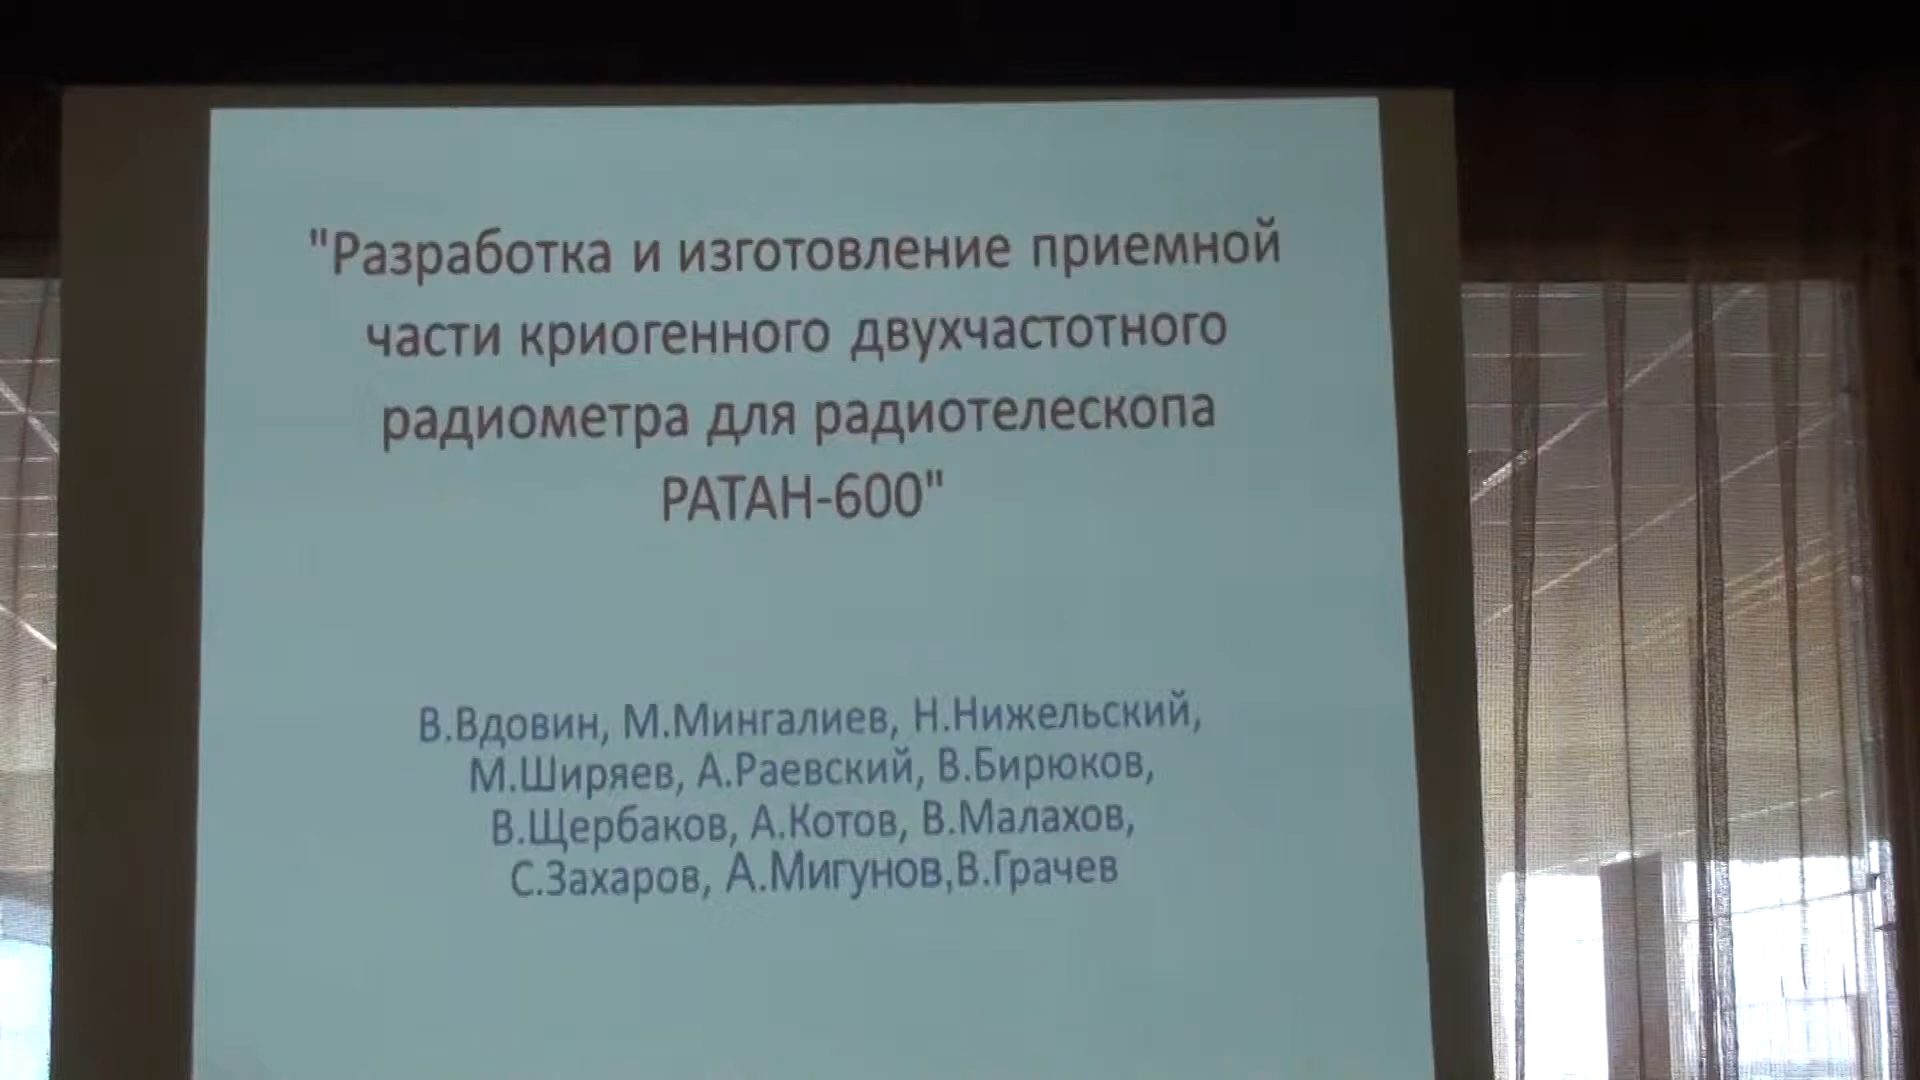 "Разработка и изготовление приемной
части криогенного двухчастотного
радиометра для радиотелескопа
РАТАН-600"
В.Вдовин, М.Мингалиев, Н.Нижельский,
М.Ширяев, А.Раевский, В.Бирюков,
В.Щербаков, А.Котов, В.Малахов,
С.Захаров, А.Мигунов,В.Грачев